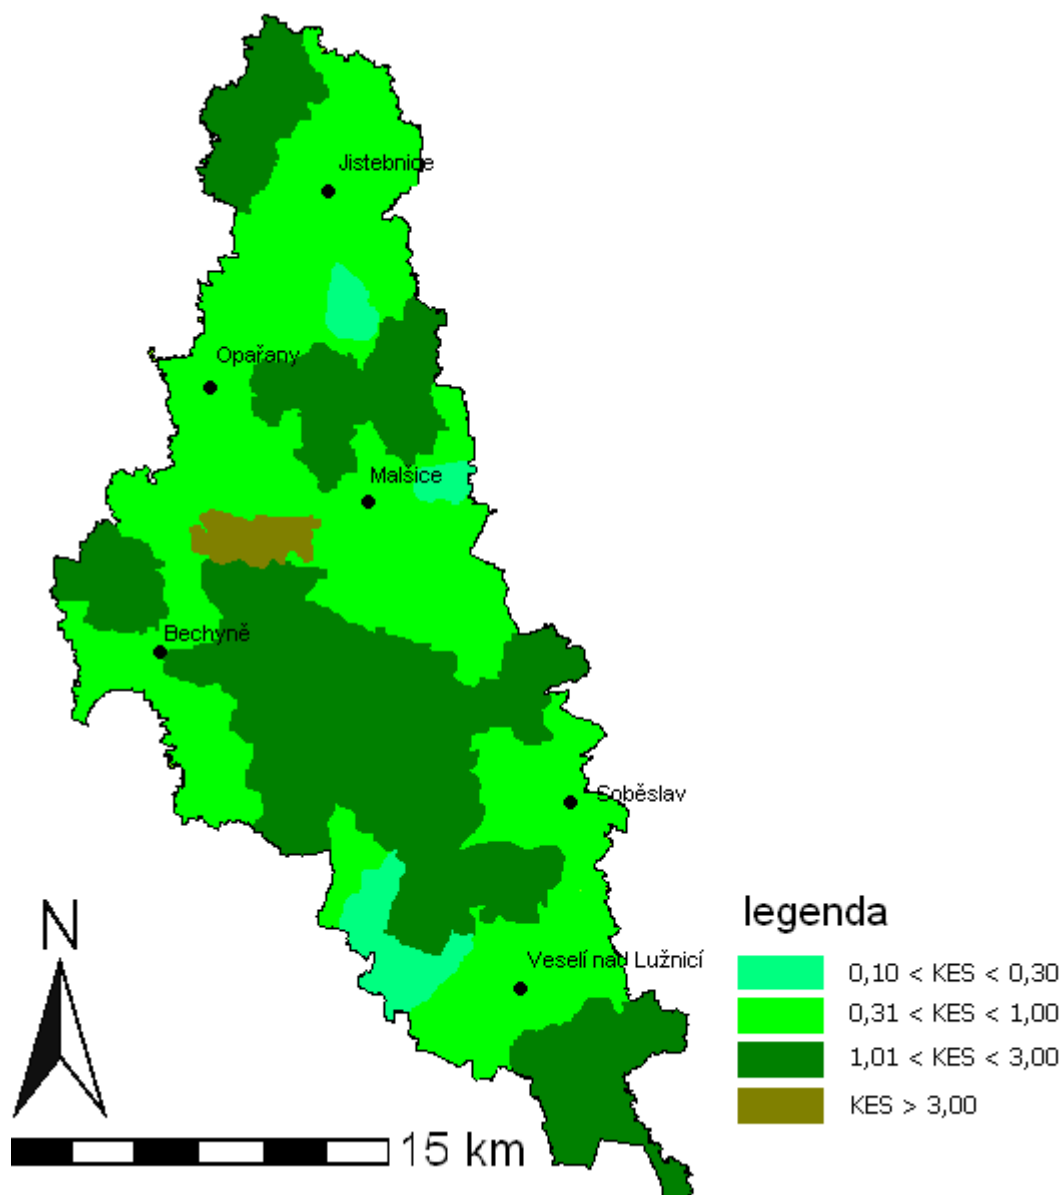 Jistebnice
Opařany
Malšice
Bechyně
Soběslav
Veselí nad Lužnicí
N
15 km
legenda
0,10 < KES < 0,30
0,31 < KES < 1,00
1,01 < KES < 3,00
KES > 3,00